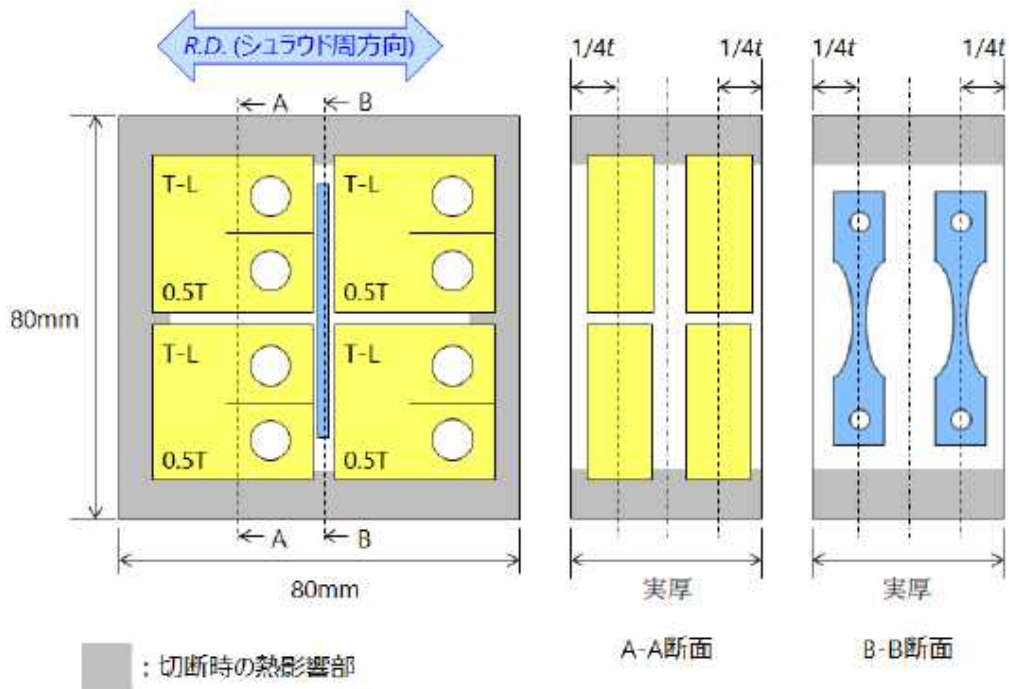 R.D. (シュラウド周方向)
1/4t
1/4t
1/4t
1/4t
A
B
T-L
T-L
0.5T
0.5T
80mm
T-L
T-L
0.5T
0.5T
A
B
80mm
実厚
実厚
A-A断面
B-B断面
: 切断時の熱影響部